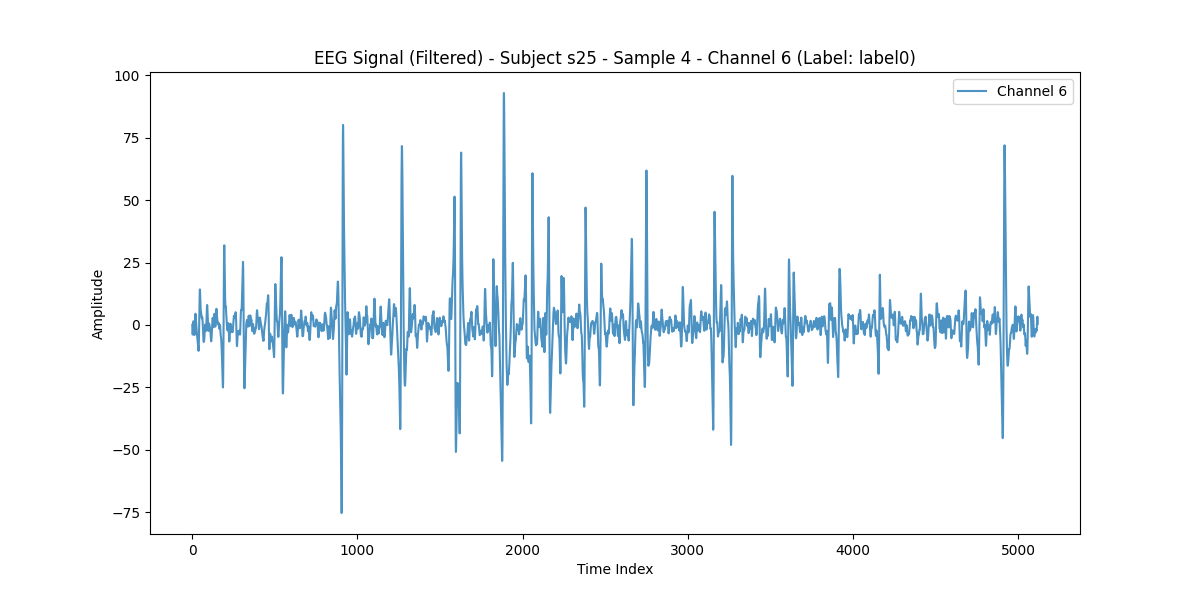 EEG Signal (Filtered) - Subject s25 - Sample 4 - Channel 6 (Label: label0)
Channel 6
100
75
50
25
0
−25
−50
−75
Amplitude
0 1000 2000 3000 4000 5000
Time Index